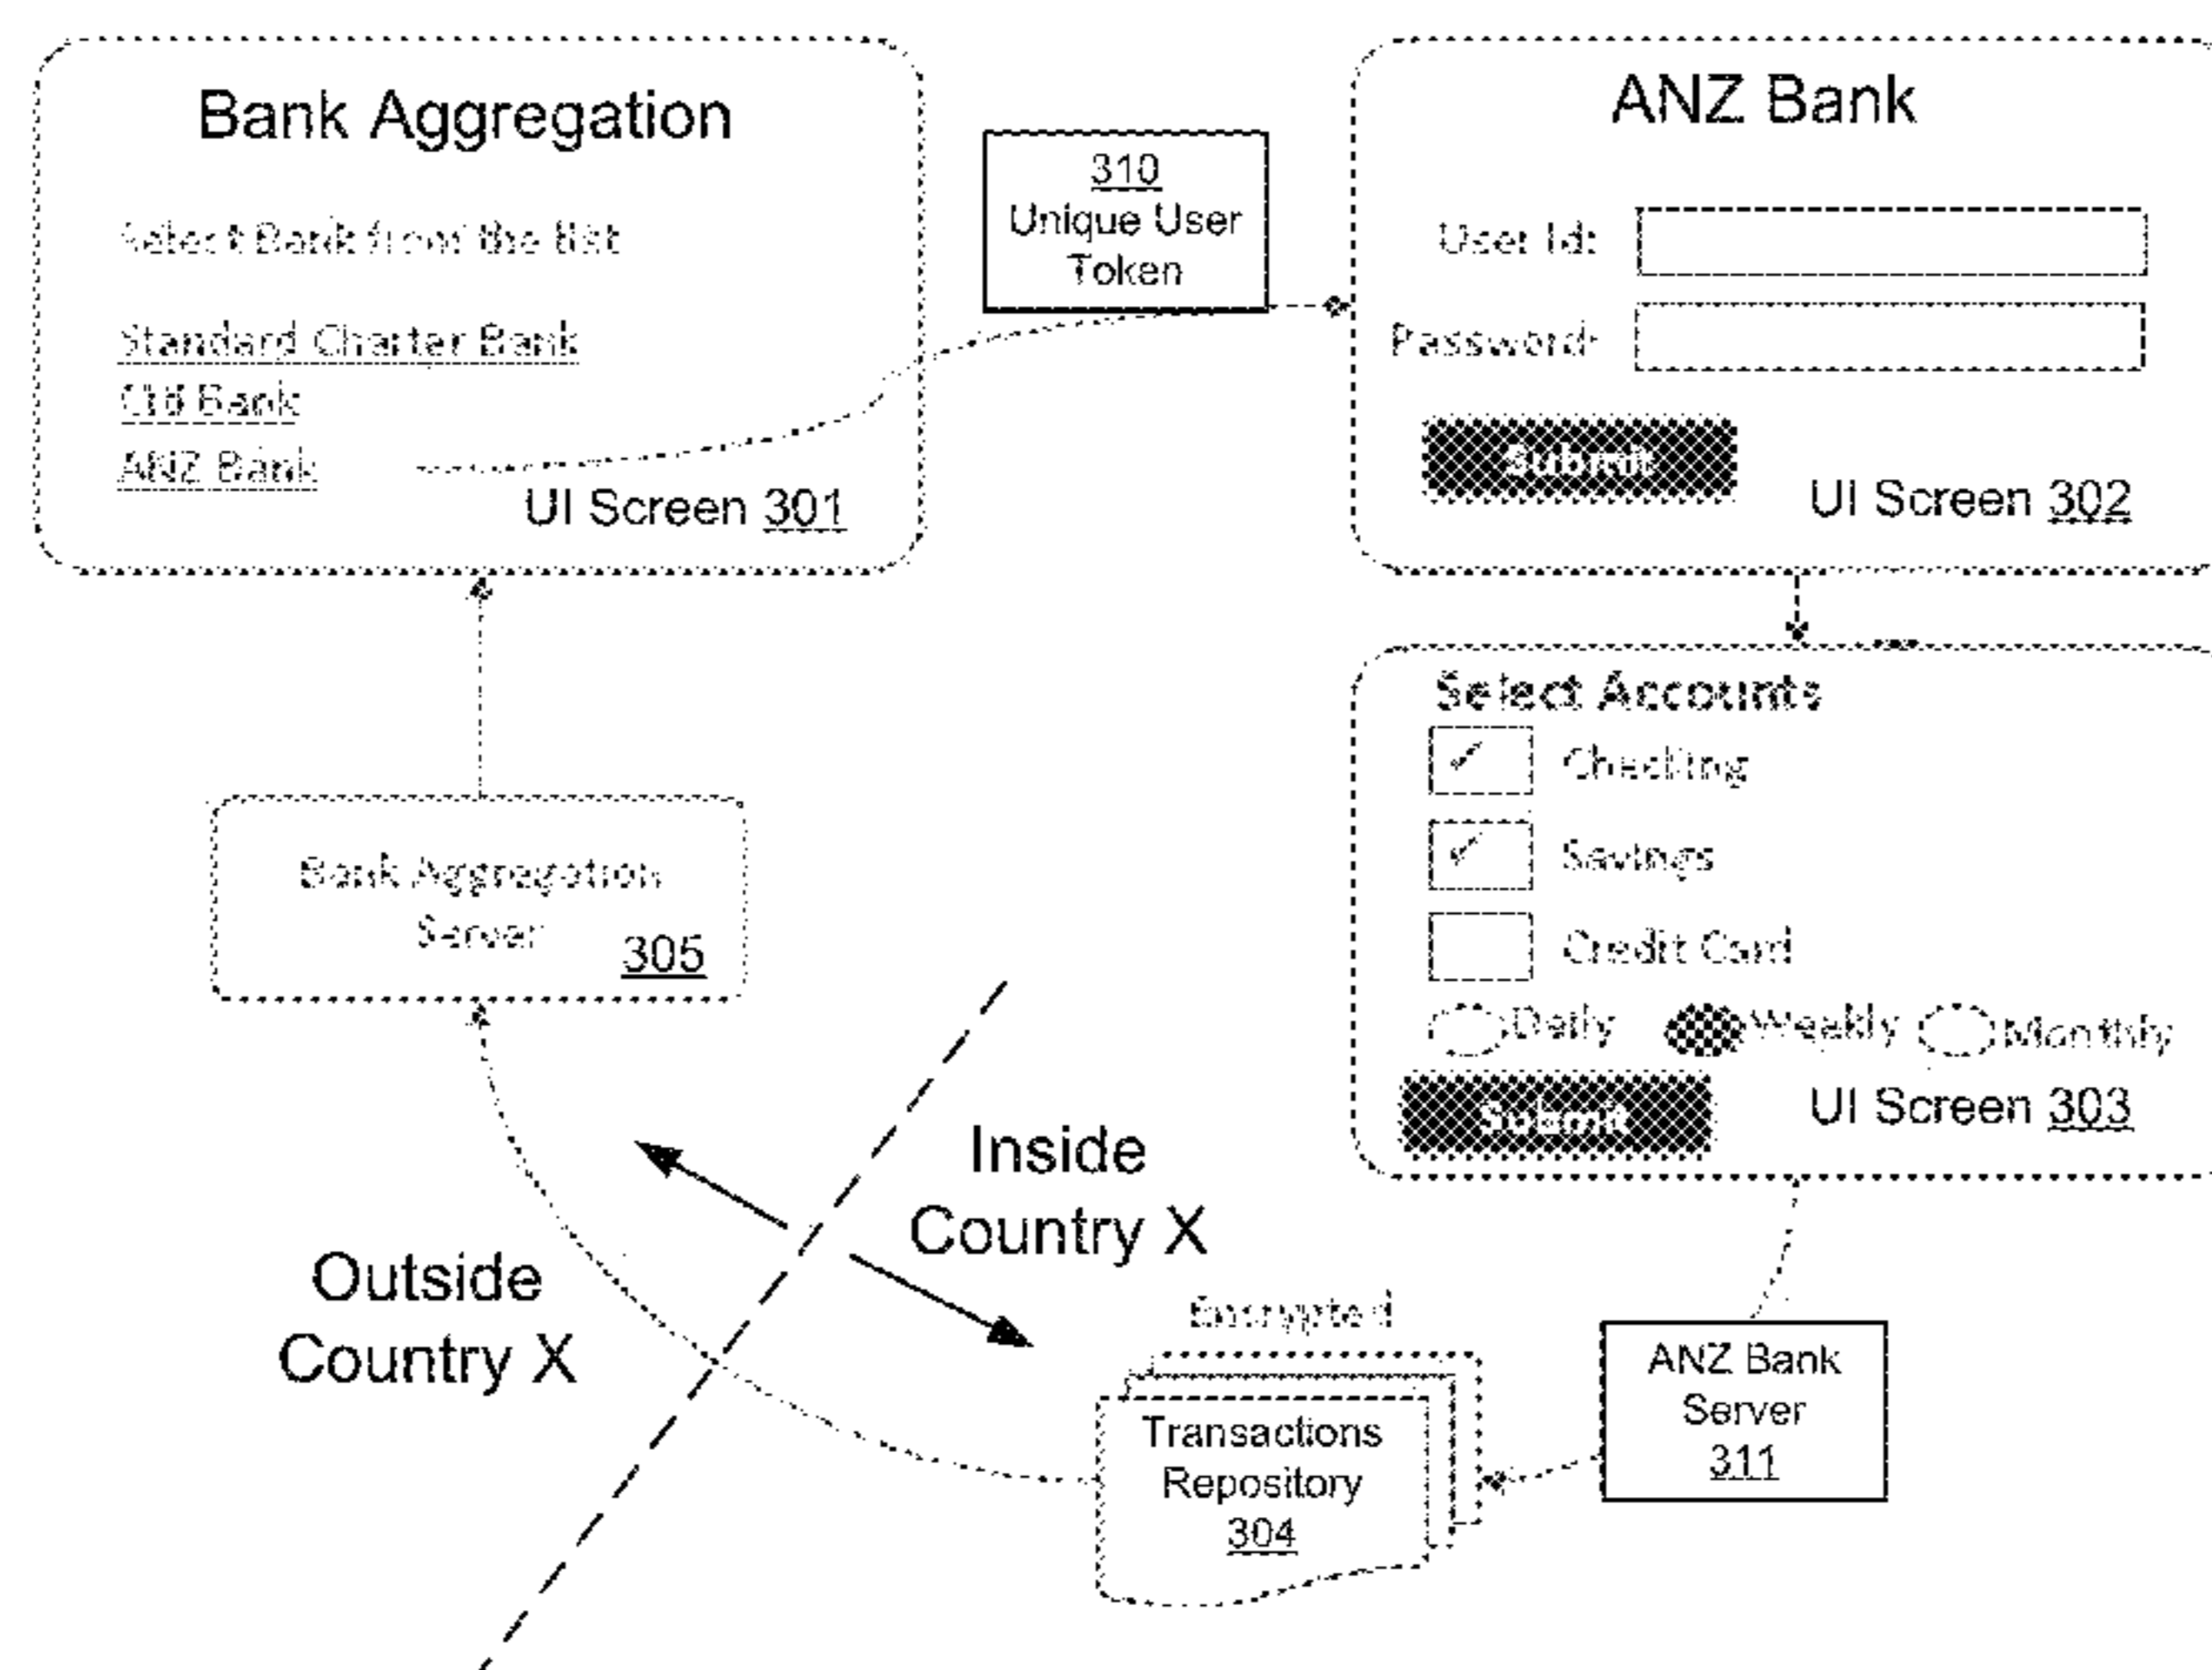 Bank Aggregation
Select Bank from the list
Standard Charter Bank
Citi Bank
ANZ Bank
UI Screen 301
310
Unique User
Token
ANZ Bank
User Id:
Password:
Submit
UI Screen 302
Select Accounts
Checking
Savings
Credit Card
Daily Weekly Monthly
Submit
UI Screen 303
Bank Aggregation
Server
305
Inside
Country X
Outside
Country X
Encrypted
Transactions
Repository
304
ANZ Bank
Server
311